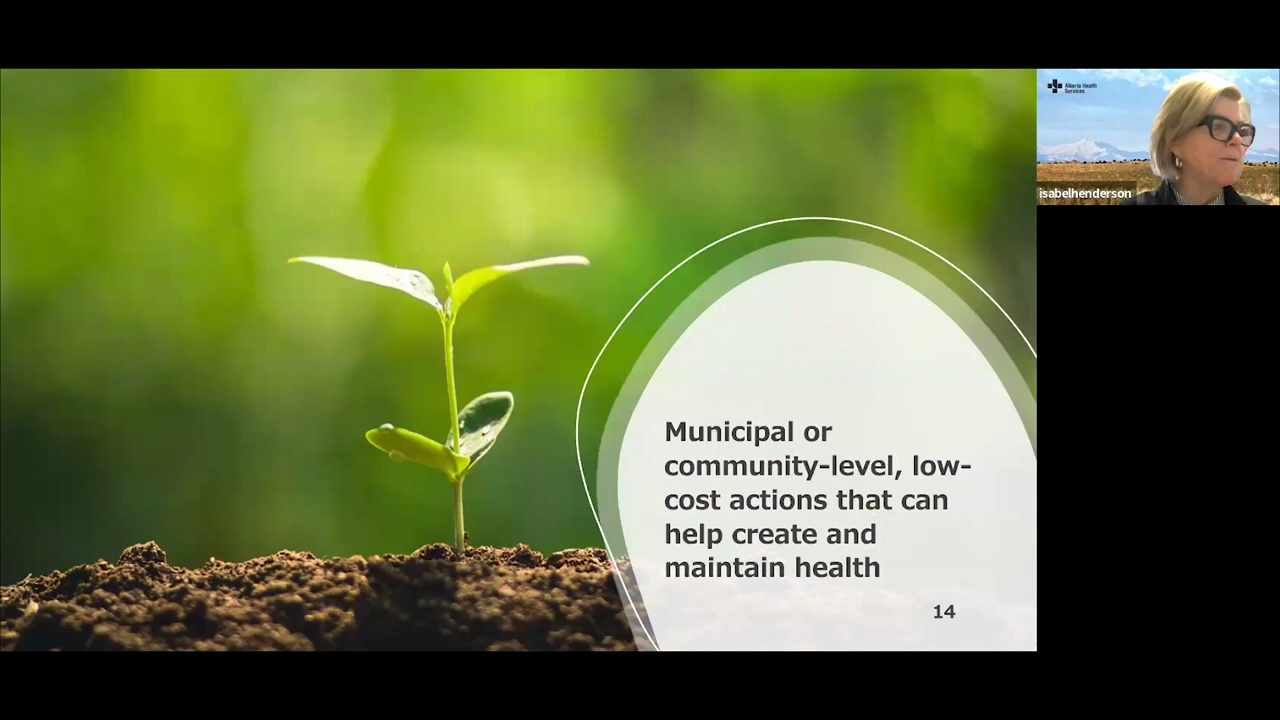 Alberta Health
Services
isabelhenderson
Municipal or
community-level, low-
cost actions that can
help create and
maintain health
14